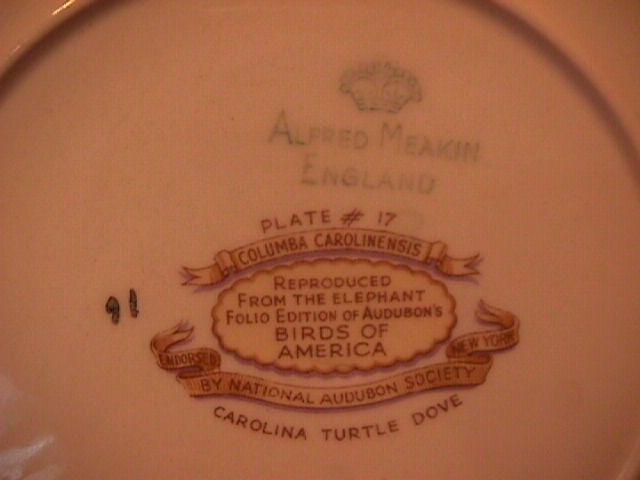 ALFRED MEAKIN
ENGLAND
PLATE # 17
COLUMBA CAROLINENSIS
REPRODUCED
FROM THE ELEPHANT
FOLIO EDITION OF AUDUBON'S
BIRDS OF
AMERICA
ENDORSED
BY NATIONAL AUDUBON SOCIETY
NEW YORK
CAROLINA TURTLE DOVE